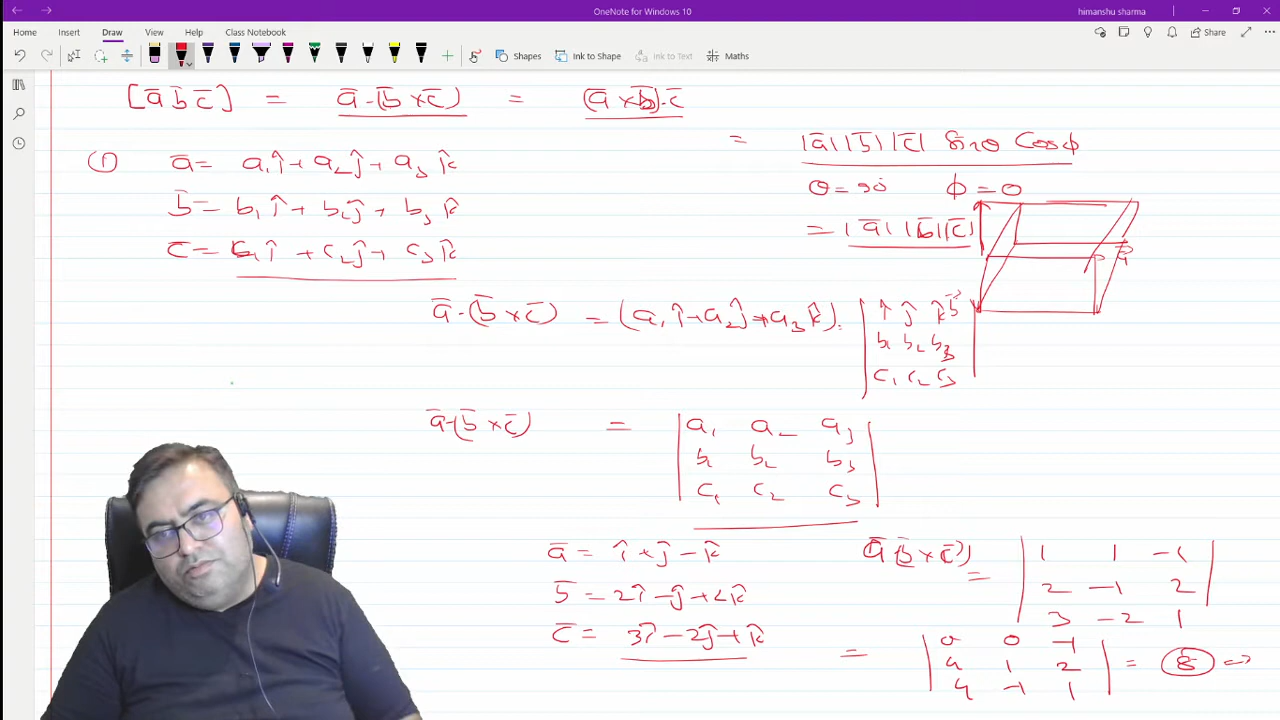 OneNote for Windows 10
himanshu sharma
Home Insert Draw View Help Class Notebook
Share
Shapes Ink to Shape Ink to Text Maths
[a̅ b̅ c̅] = a̅·(b̅ × c̅) = (a̅ × b̅)·c̅
= |a̅| |b̅| |c̅| Sinθ Cosϕ
① a̅ = a₁î + a₂ĵ + a₃k̂
θ = 90° ϕ = 0
b̅ = b₁î + b₂ĵ + b₃k̂
= |a̅| |b̅| |c̅|
c̅ = c₁î + c₂ĵ + c₃k̂
a̅·(b̅ × c̅) = (a₁î + a₂ĵ + a₃k̂)· | î ĵ k̂ |
b₁ b₂ b₃
c₁ c₂ c₃
a̅·(b̅ × c̅) = | a₁ a₂ a₃ |
b₁ b₂ b₃
c₁ c₂ c₃
a̅ = î + ĵ − k̂
b̅ = 2î − ĵ + 2k̂
c̅ = 3î − 2ĵ + k̂
a̅·(b̅ × c̅) = | 1 1 −1 |
2 −1 2
3 −2 1
= | 0 0 −1 |
4 1 2
4 −1 1
= 8